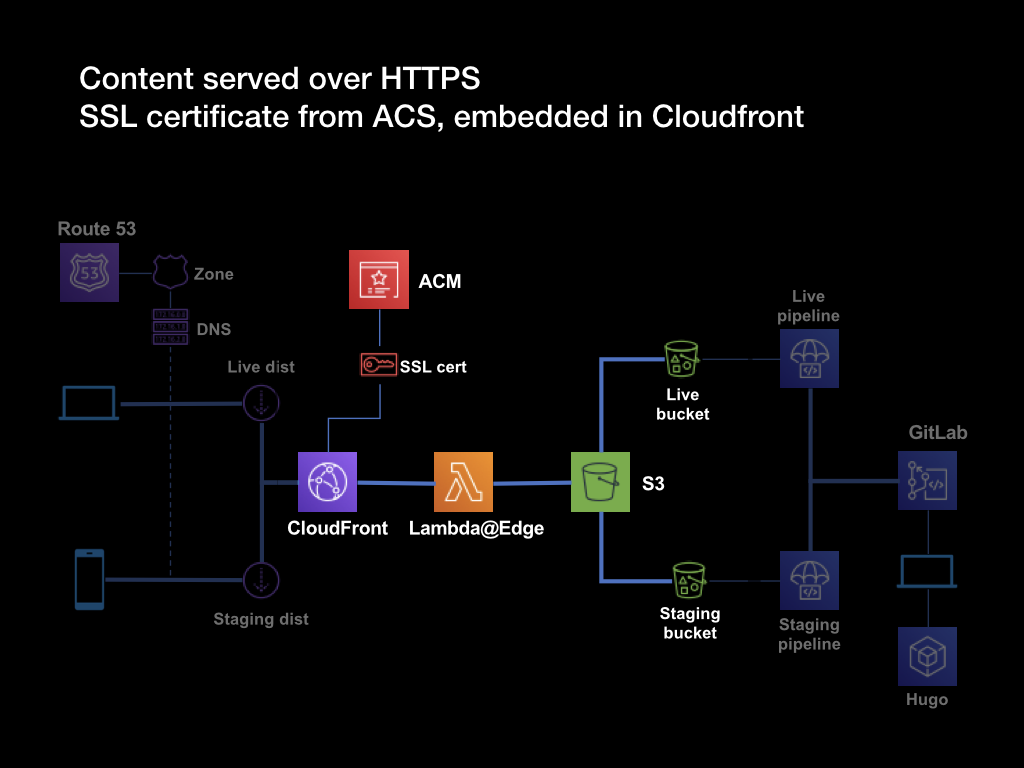 Content served over HTTPS
SSL certificate from ACS, embedded in Cloudfront
Route 53
53
Zone
DNS
ACM
SSL cert
Live dist
Live
pipeline
Live
bucket
GitLab
CloudFront
Lambda@Edge
S3
Staging dist
Staging
bucket
Staging
pipeline
Hugo